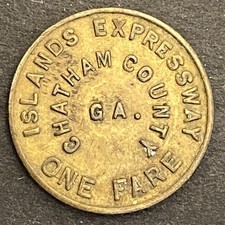 ISLANDS EXPRESSWAY
CHATHAM COUNTY
GA.
ONE FARE